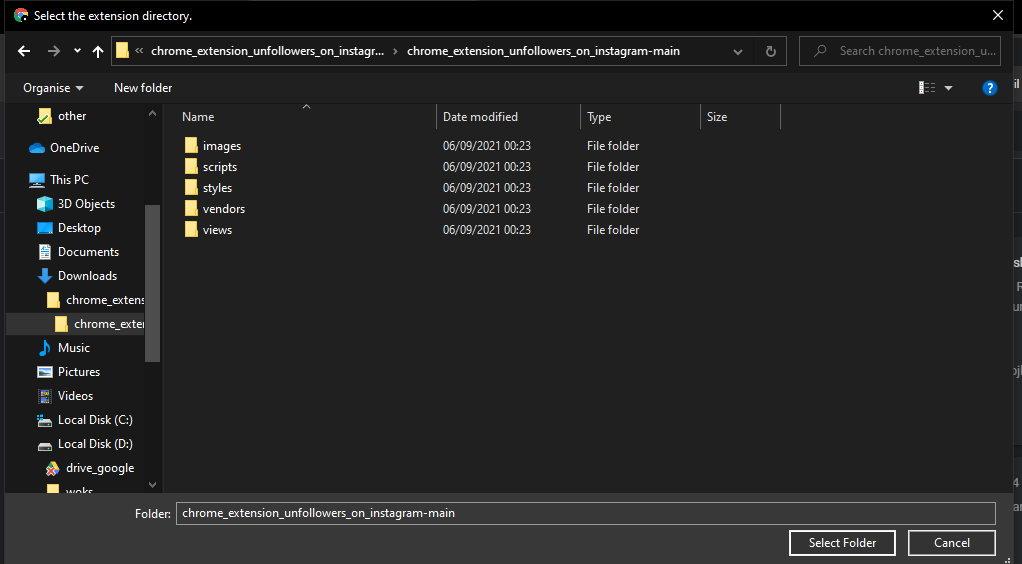 Select the extension directory.
« chrome_extension_unfollowers_on_instagr... › chrome_extension_unfollowers_on_instagram-main
Search chrome_extension_u...
Organise
New folder
other
OneDrive
This PC
3D Objects
Desktop
Documents
Downloads
chrome_extens
chrome_exter
Music
Pictures
Videos
Local Disk (C:)
Local Disk (D:)
drive_google
woks
Name Date modified Type Size
images 06/09/2021 00:23 File folder
scripts 06/09/2021 00:23 File folder
styles 06/09/2021 00:23 File folder
vendors 06/09/2021 00:23 File folder
views 06/09/2021 00:23 File folder
Folder: chrome_extension_unfollowers_on_instagram-main
Select Folder
Cancel